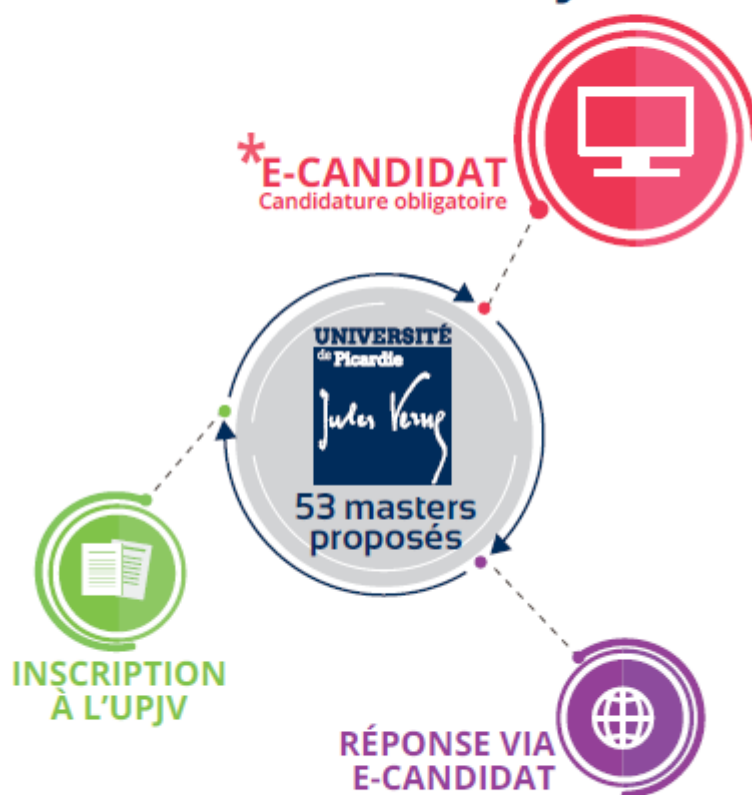 *E-CANDIDAT
Candidature obligatoire
UNIVERSITÉ
de Picardie
Jules Verne
53 masters
proposés
INSCRIPTION
À L'UPJV
RÉPONSE VIA
E-CANDIDAT